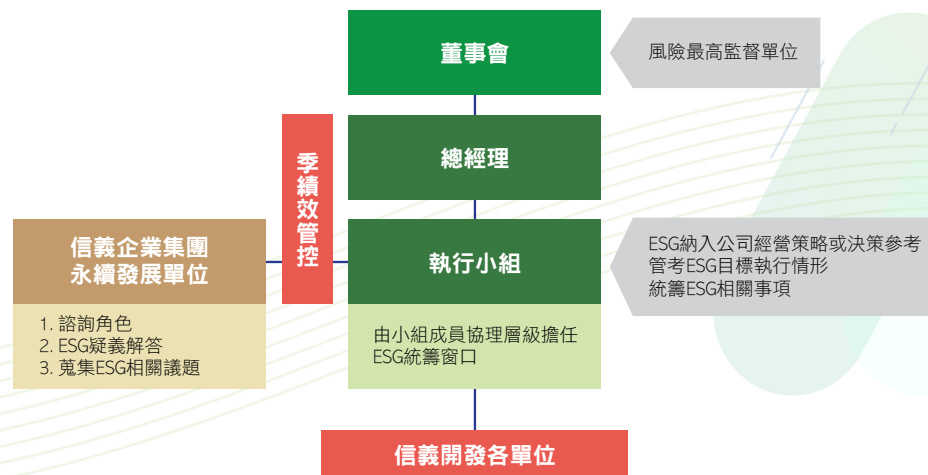 董事會
風險最高監督單位
總經理
季績效管控
信義企業集團
永續發展單位
1. 諮詢角色
2. ESG疑義解答
3. 蒐集ESG相關議題
執行小組
由小組成員協理層級擔任
ESG統籌窗口
ESG納入公司經營策略或決策參考
管考ESG目標執行情形
統籌ESG相關事項
信義開發各單位